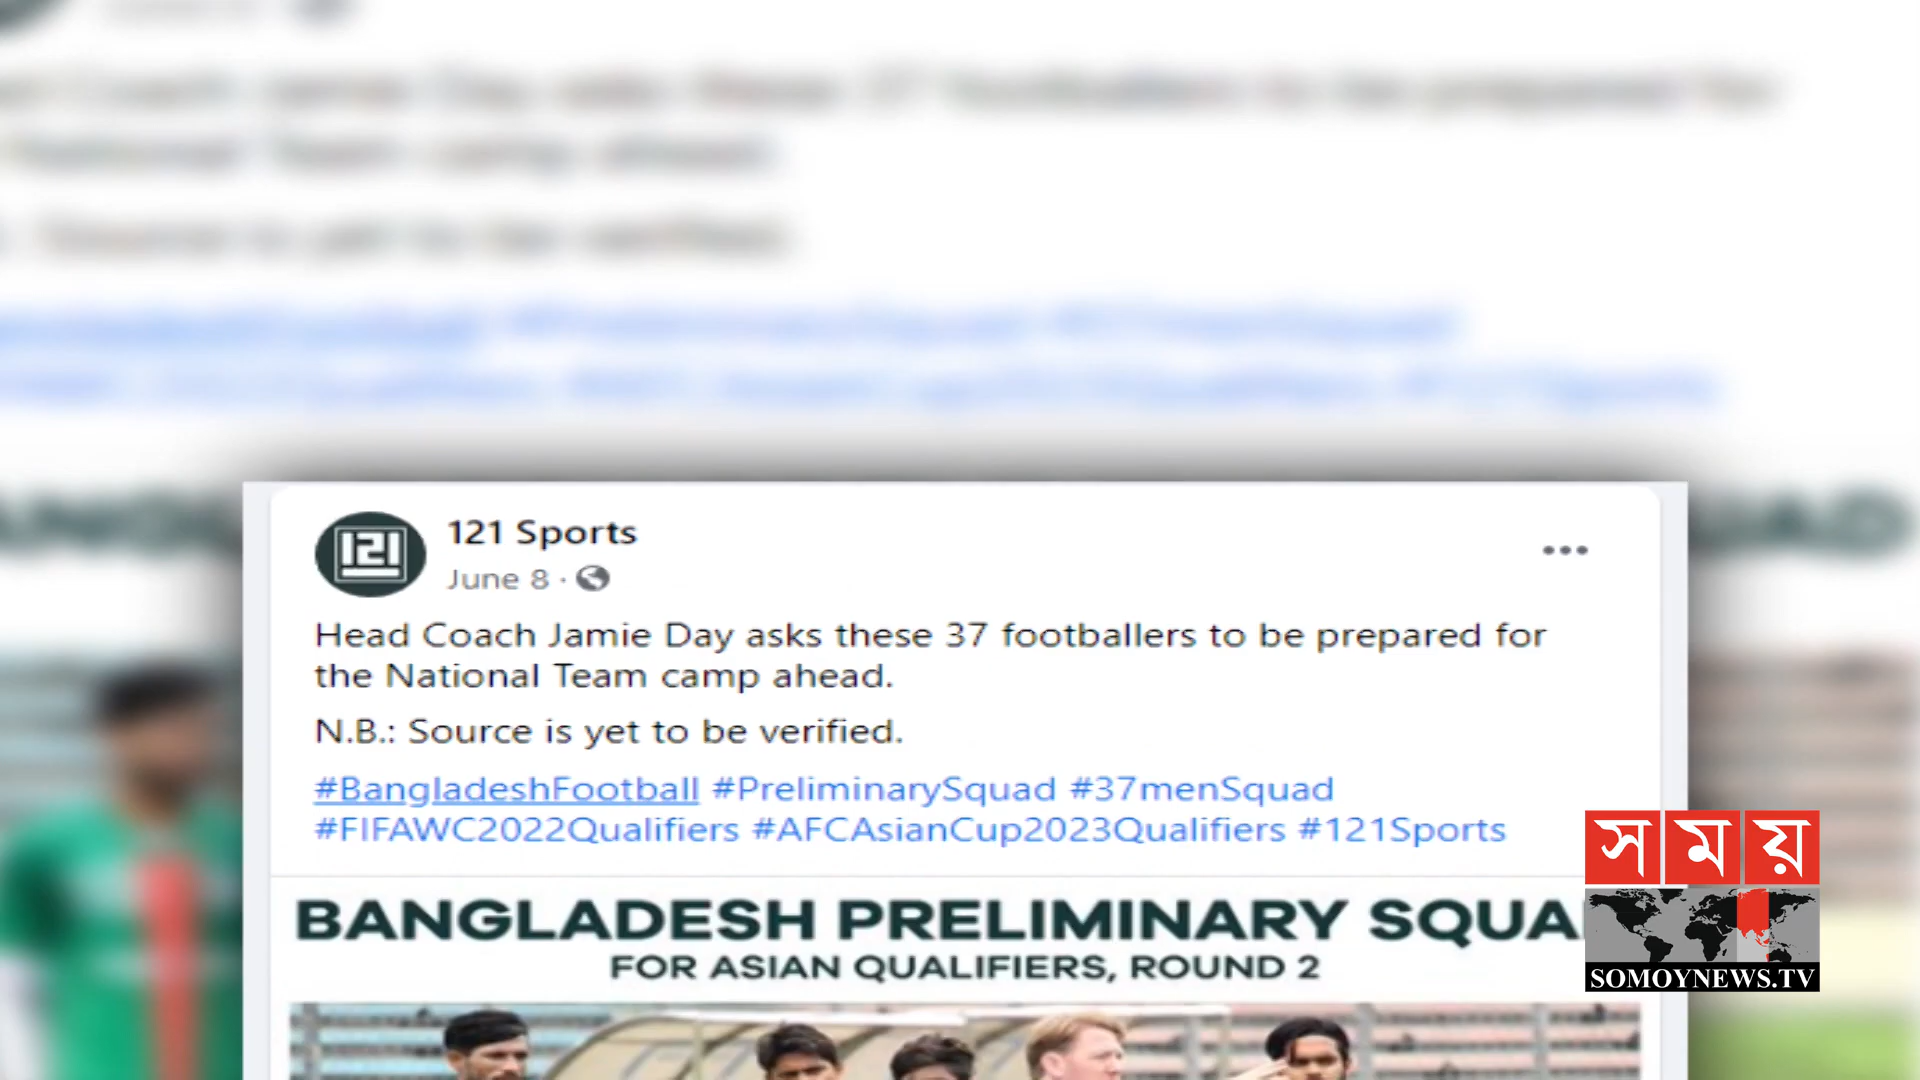 121 Sports
June 8 ·
Head Coach Jamie Day asks these 37 footballers to be prepared for
the National Team camp ahead.
N.B.: Source is yet to be verified.
#BangladeshFootball #PreliminarySquad #37menSquad
#FIFAWC2022Qualifiers #AFCAsianCup2023Qualifiers #121Sports
BANGLADESH PRELIMINARY SQUA
FOR ASIAN QUALIFIERS, ROUND 2
121
সময়
SOMOYNEWS.TV